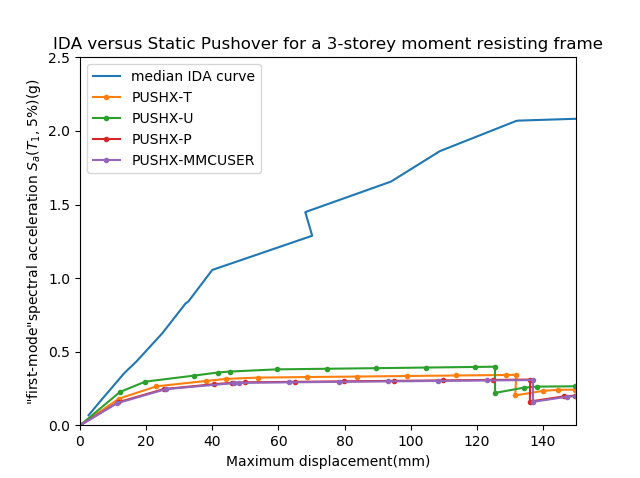 IDA versus Static Pushover for a 3-storey moment resisting frame
2.5
2.0
1.5
1.0
0.5
0.0
"first-mode"spectral acceleration Sa(T1, 5%)(g)
median IDA curve
PUSHX-T
PUSHX-U
PUSHX-P
PUSHX-MMCUSER
0 20 40 60 80 100 120 140
Maximum displacement(mm)